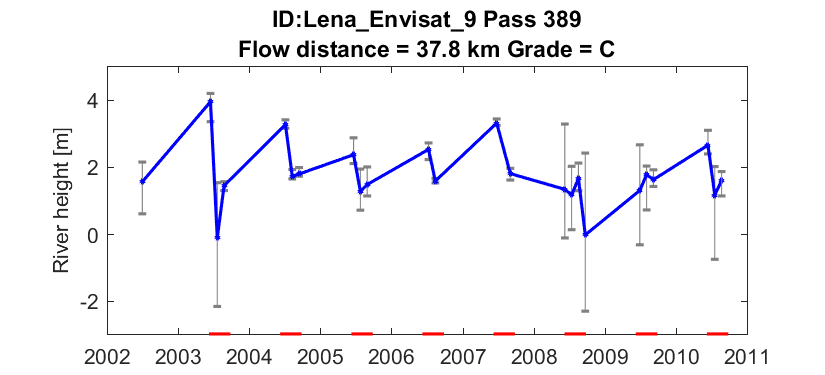 ID:Lena_Envisat_9 Pass 389
Flow distance = 37.8 km Grade = C
River height [m]
4
2
0
-2
2002 2003 2004 2005 2006 2007 2008 2009 2010 2011